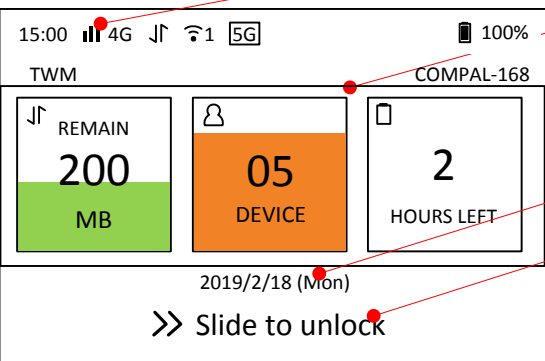 15:00 4G 1 5G 100%
TWM COMPAL-168
REMAIN
200
MB
05
DEVICE
2
HOURS LEFT
2019/2/18 (Mon)
Slide to unlock